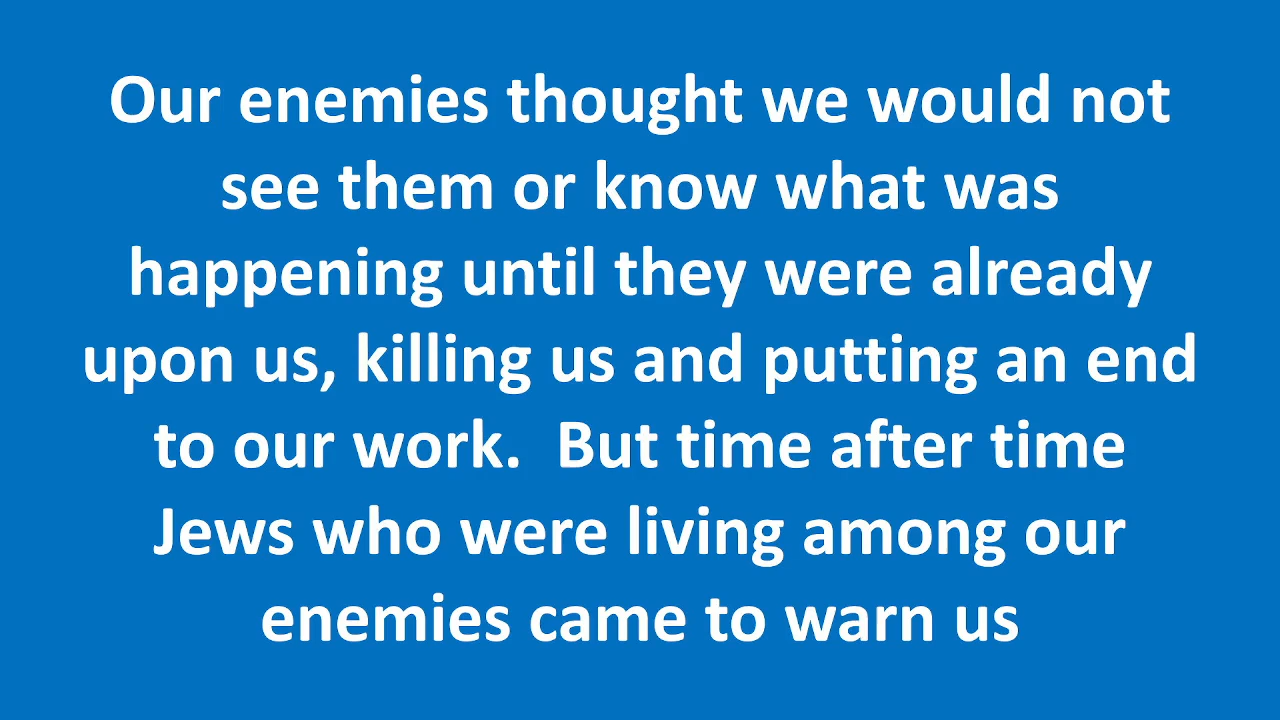 Our enemies thought we would not
see them or know what was
happening until they were already
upon us, killing us and putting an end
to our work.  But time after time
Jews who were living among our
enemies came to warn us